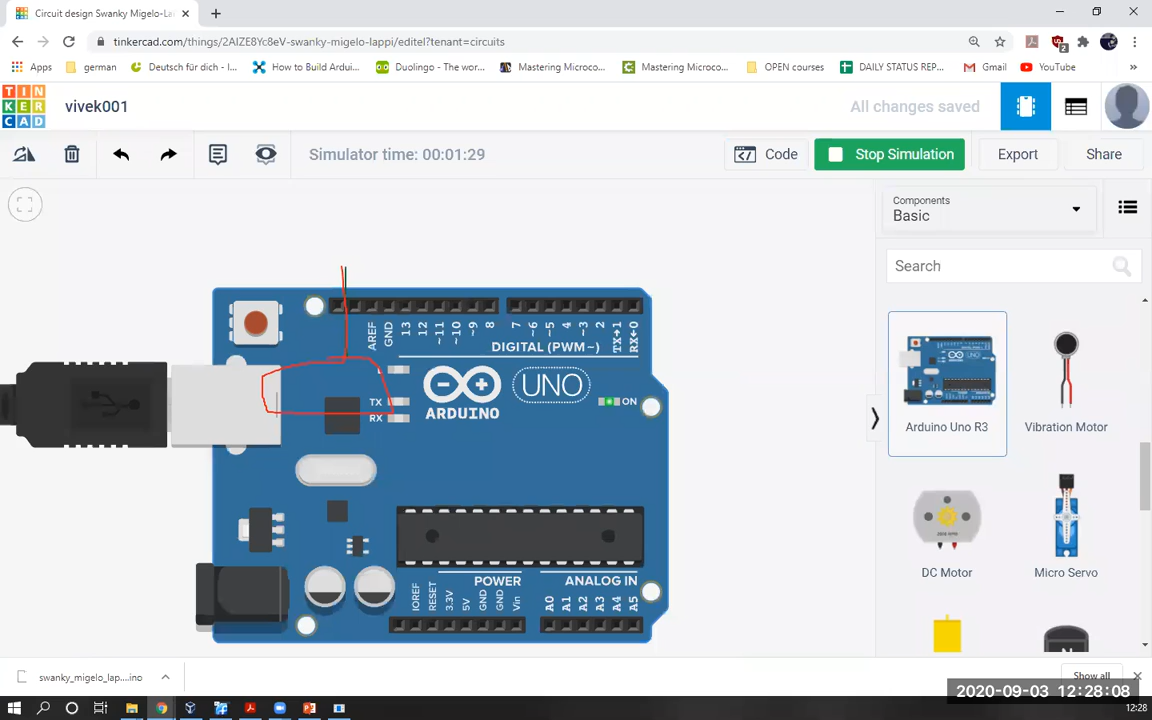 Circuit design Swanky Migelo-La
tinkercad.com/things/2AIZE8Yc8eV-swanky-migelo-lappi/editel?tenant=circuits
2
Apps
german
Deutsch für dich - I...
How to Build Ardui...
Duolingo - The wor...
Mastering Microco...
Mastering Microco...
OPEN courses
DAILY STATUS REP...
Gmail
YouTube
»
TIN
KER
CAD
vivek001
All changes saved
Simulator time: 00:01:29
Code
Stop Simulation
Export
Share
Components
Basic
Search
AREF
GND
13
12
~11
~10
~9
8
7
~6
~5
4
~3
2
TX→1
RX←0
DIGITAL (PWM~)
L
TX
RX
ARDUINO
UNO
ON
POWER
ANALOG IN
IOREF
RESET
3.3V
5V
GND
GND
Vin
A0
A1
A2
A3
A4
A5
Arduino Uno R3
Vibration Motor
DC Motor
Micro Servo
swanky_migelo_lap....ino
Show all
2020-09-03 12:28:08
12:28